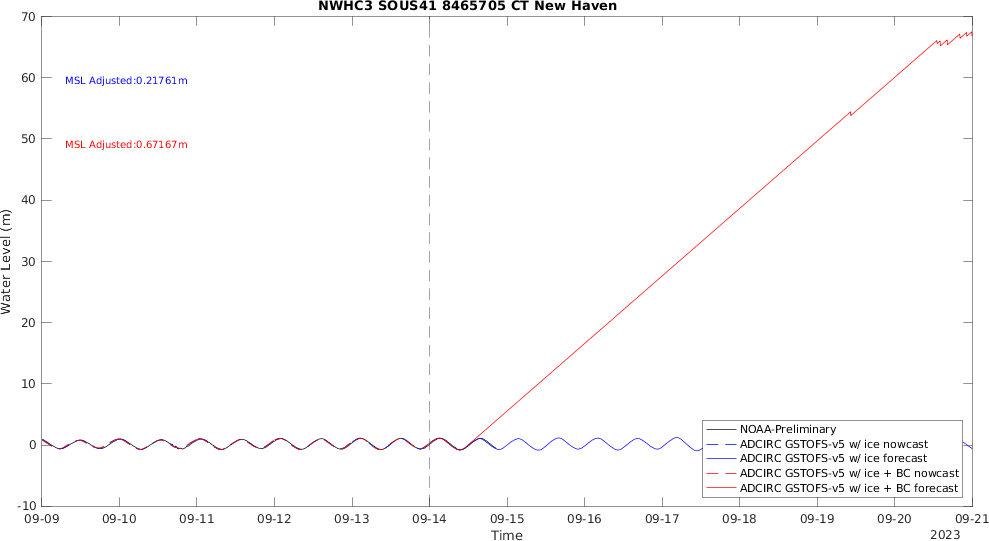 NWHC3 SOUS41 8465705 CT New Haven
70
60
50
40
30
20
10
0
-10
Water Level (m)
MSL Adjusted:0.21761m
MSL Adjusted:0.67167m
NOAA-Preliminary
ADCIRC GSTOFS-v5 w/ ice nowcast
ADCIRC GSTOFS-v5 w/ ice forecast
ADCIRC GSTOFS-v5 w/ ice + BC nowcast
ADCIRC GSTOFS-v5 w/ ice + BC forecast
09-09 09-10 09-11 09-12 09-13 09-14 09-15 09-16 09-17 09-18 09-19 09-20 09-21
Time
2023